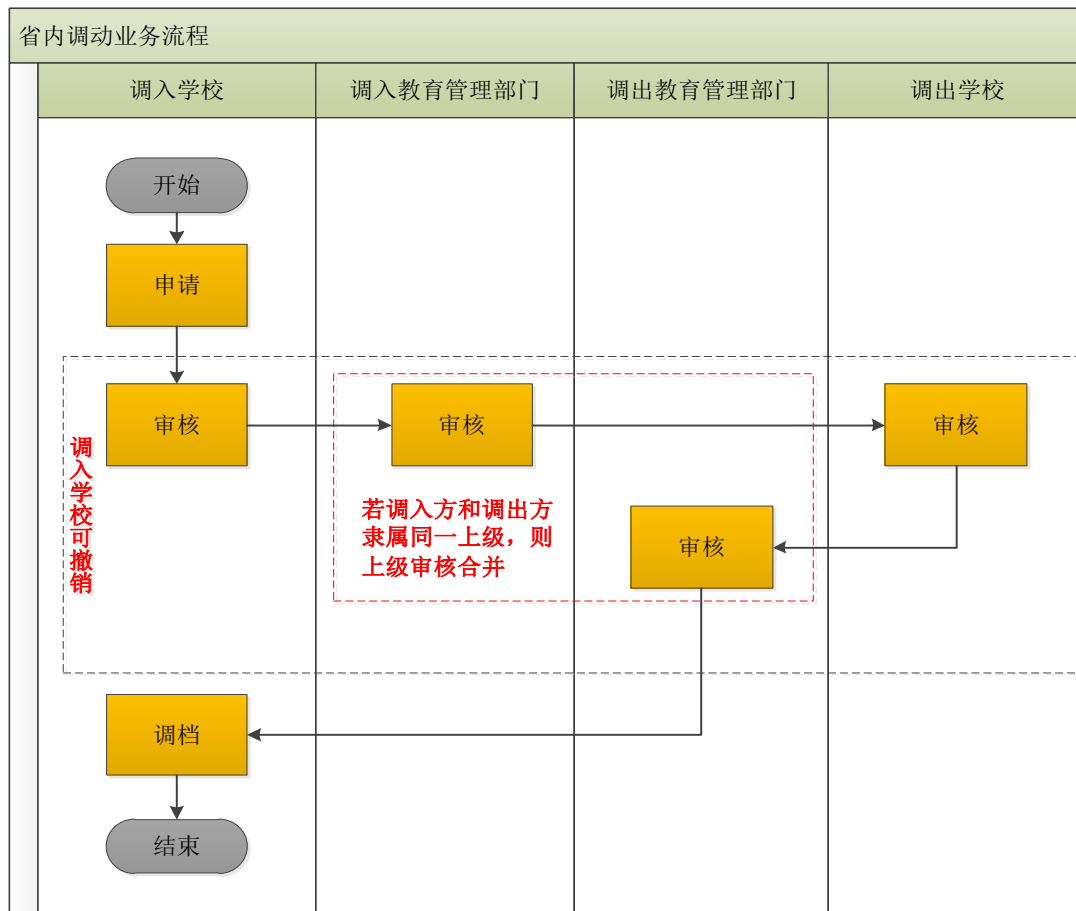 省内调动业务流程
调入学校
调入教育管理部门
调出教育管理部门
调出学校
开始
申请
审核
审核
审核
调入学校可撤销
若调入方和调出方
隶属同一上级，则
上级审核合并
审核
调档
结束